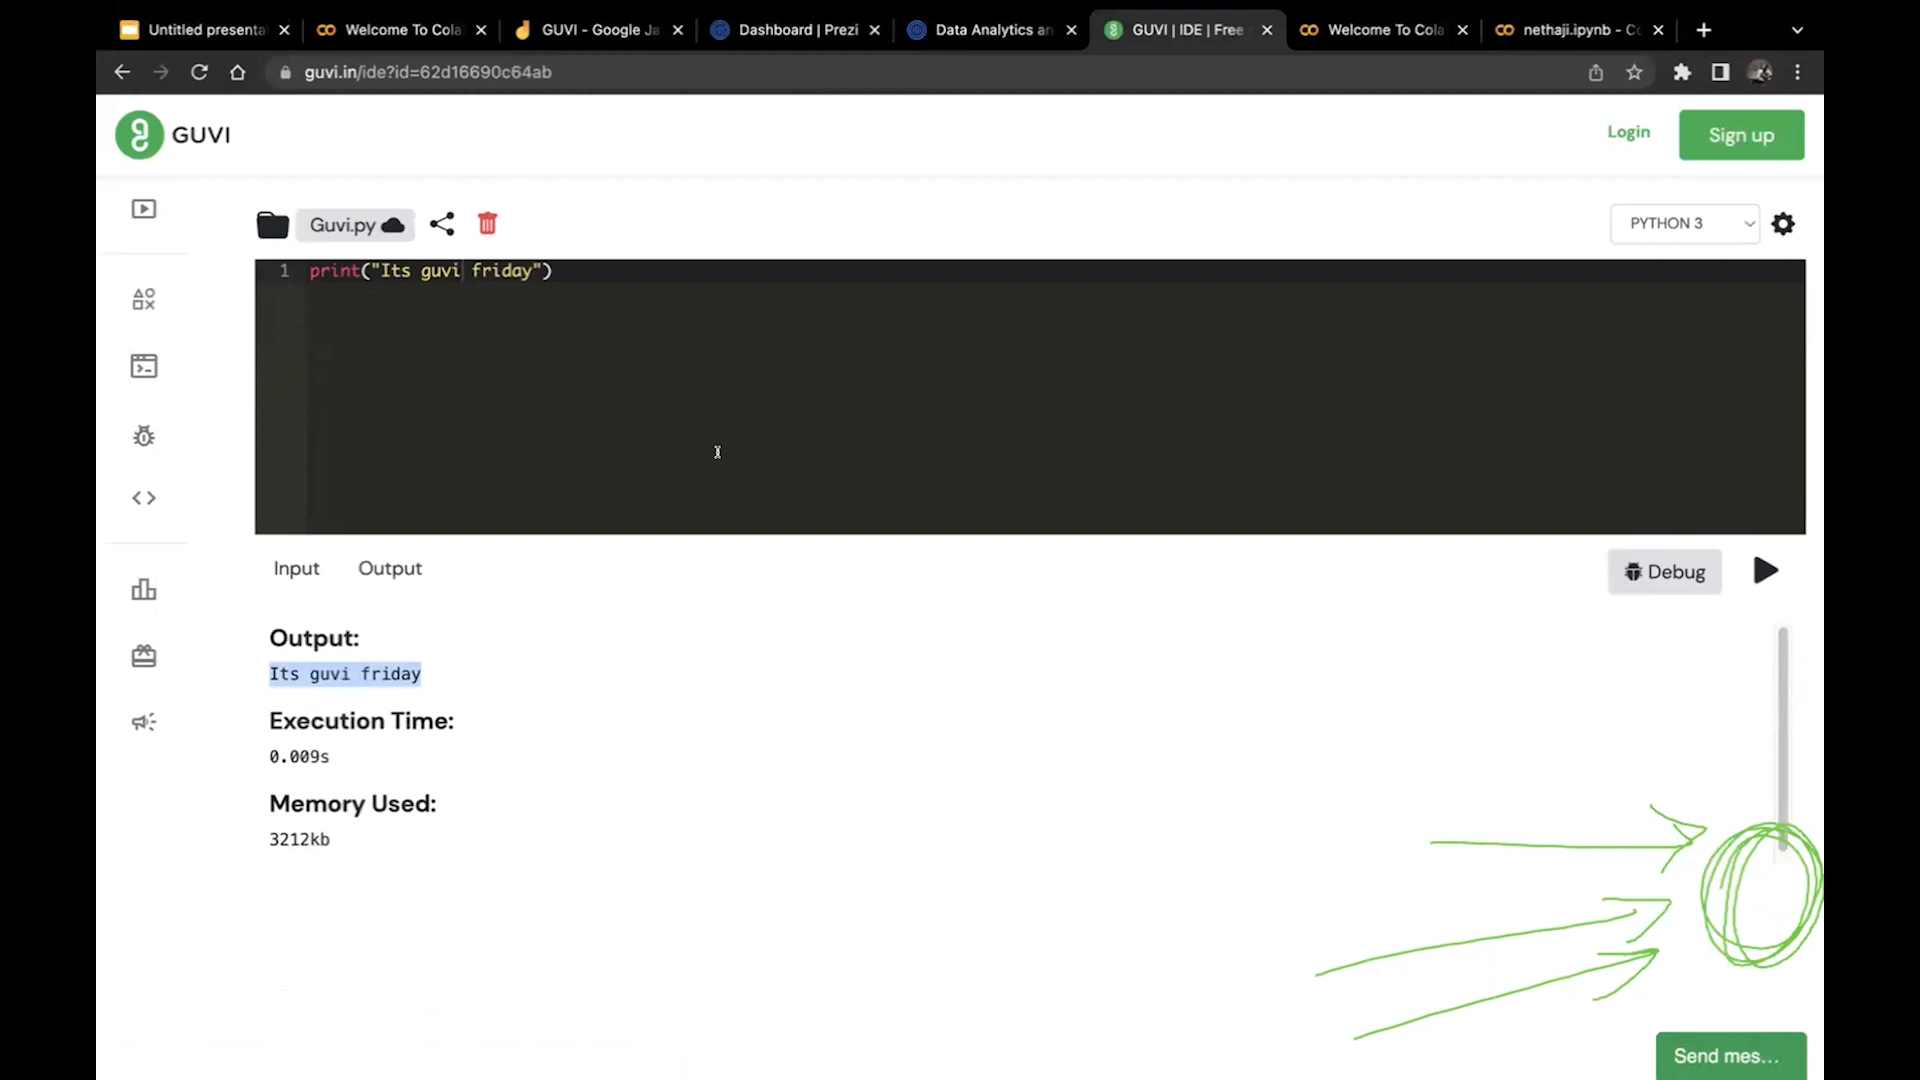 Untitled presenta
Welcome To Cola
GUVI - Google Ja
Dashboard | Prezi
Data Analytics an
GUVI | IDE | Free
Welcome To Cola
nethaji.ipynb - Co
guvi.in/ide?id=62d16690c64ab
GUVI
Login
Sign up
Guvi.py
PYTHON 3
1 print("Its guvi friday")
Input
Output
Debug
Output:
Its guvi friday
Execution Time:
0.009s
Memory Used:
3212kb
Send mes...